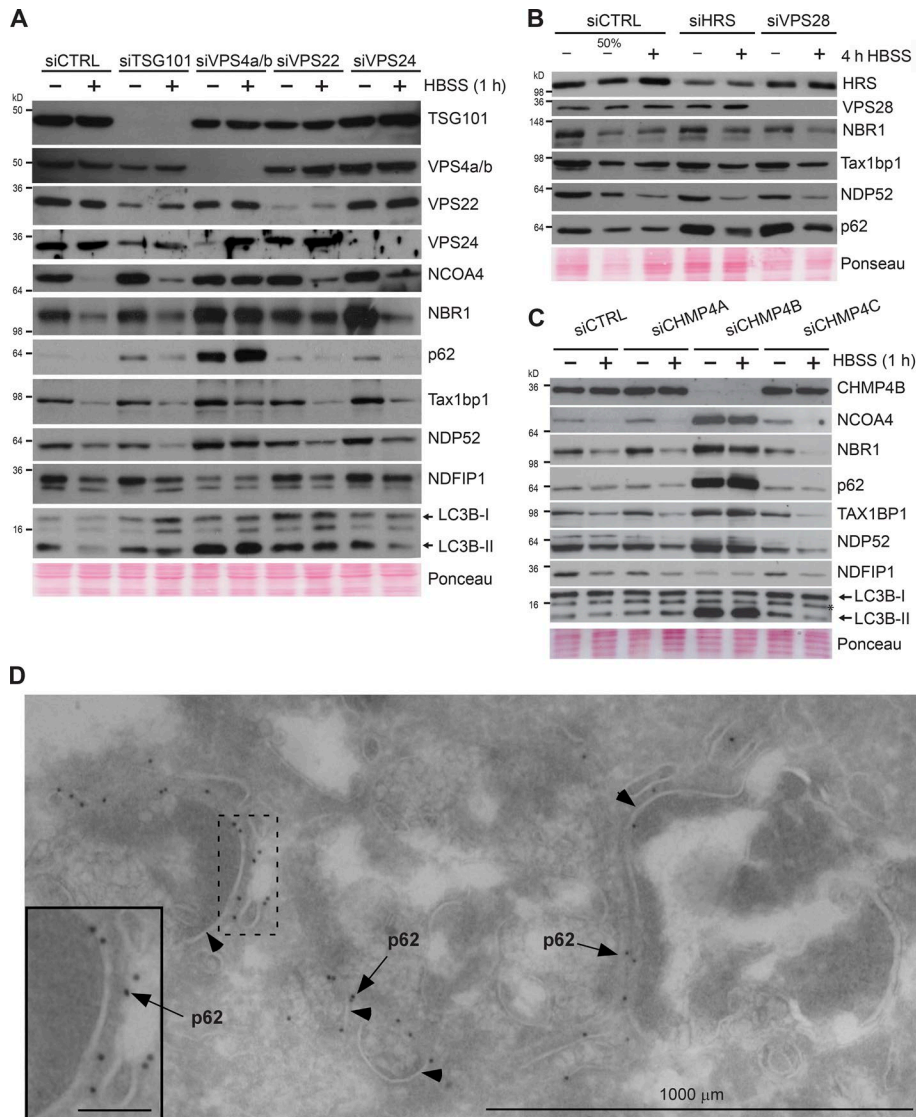 A
siCTRL siTSG101 siVPS4a/b siVPS22 siVPS24
– + – + – + – + – + HBSS (1 h)
kD
50 TSG101
50 VPS4a/b
36 VPS22
36 VPS24
64 NCOA4
98 NBR1
64 p62
Tax1bp1
64 NDP52
36 NDFIP1
LC3B-I
16
LC3B-II
Ponceau
B
siCTRL siHRS siVPS28
50%
– – + – + – + 4 h HBSS
kD
98 HRS
36 VPS28
148 NBR1
98 Tax1bp1
64 NDP52
64 p62
Ponseau
C
siCTRL siCHMP4A siCHMP4B siCHMP4C
– + – + – + – + HBSS (1 h)
kD
36 CHMP4B
64 NCOA4
98 NBR1
64 p62
98 TAX1BP1
64 NDP52
36 NDFIP1
LC3B-I
16 *
LC3B-II
Ponceau
D
p62 p62
p62
1000 µm